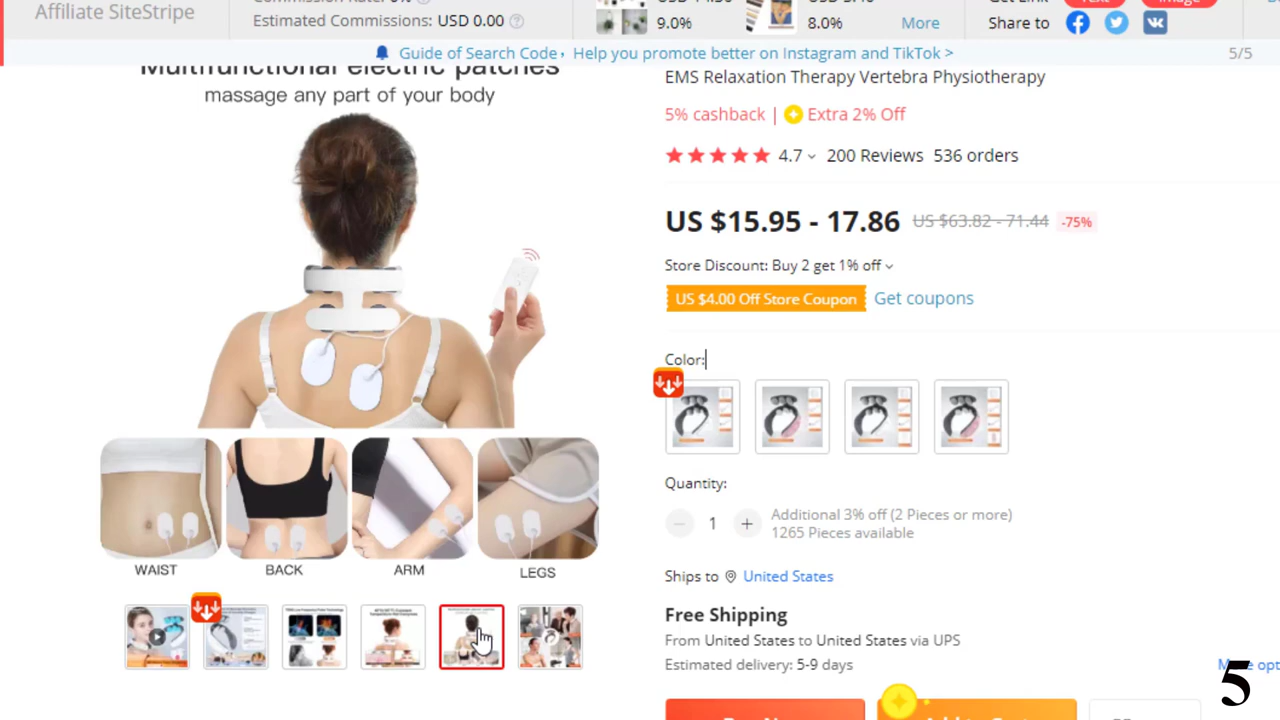 Affiliate SiteStripe
Commission Rate:
Estimated Commissions: USD 0.00
9.0%
8.0%
More
Get Link
Text
Image
Share to
Guide of Search Code, Help you promote better on Instagram and TikTok >
5/5
Multifunctional electric patches
massage any part of your body
WAIST
BACK
ARM
LEGS
EMS Relaxation Therapy Vertebra Physiotherapy
5% cashback | Extra 2% Off
4.7 200 Reviews 536 orders
US $15.95 - 17.86 US $63.82 - 71.44 -75%
Store Discount: Buy 2 get 1% off
US $4.00 Off Store Coupon Get coupons
Color:
Quantity:
1
Additional 3% off (2 Pieces or more)
1265 Pieces available
Ships to United States
Free Shipping
From United States to United States via UPS
Estimated delivery: 5-9 days
5